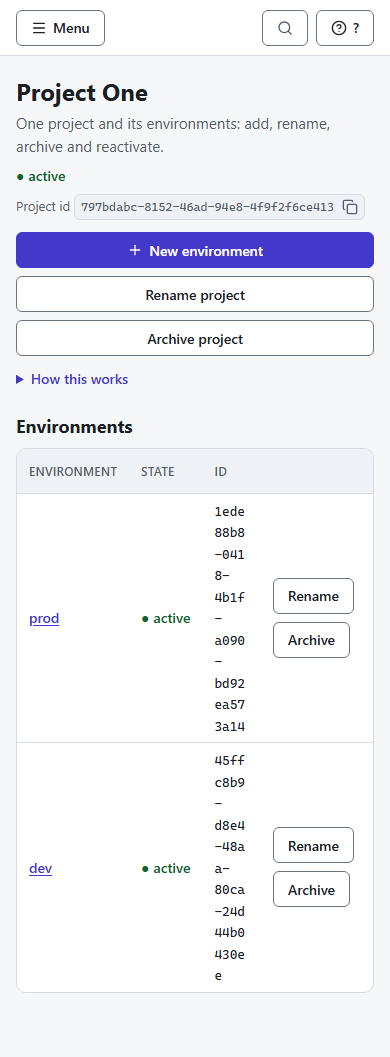 Menu
?
Project One
One project and its environments: add, rename,
archive and reactivate.
● active
Project id 797bdabc-8152-46ad-94e8-4f9f2f6ce413
+ New environment
Rename project
Archive project
▶ How this works
Environments
ENVIRONMENT STATE ID
prod ● active
1ede
88b8
-041
8-
4b1f
-
a090
-
bd92
ea57
3a14
Rename
Archive
dev ● active
45ff
c8b9
-
d8e4
-48a
a-
80ca
-24d
44b0
430e
e
Rename
Archive